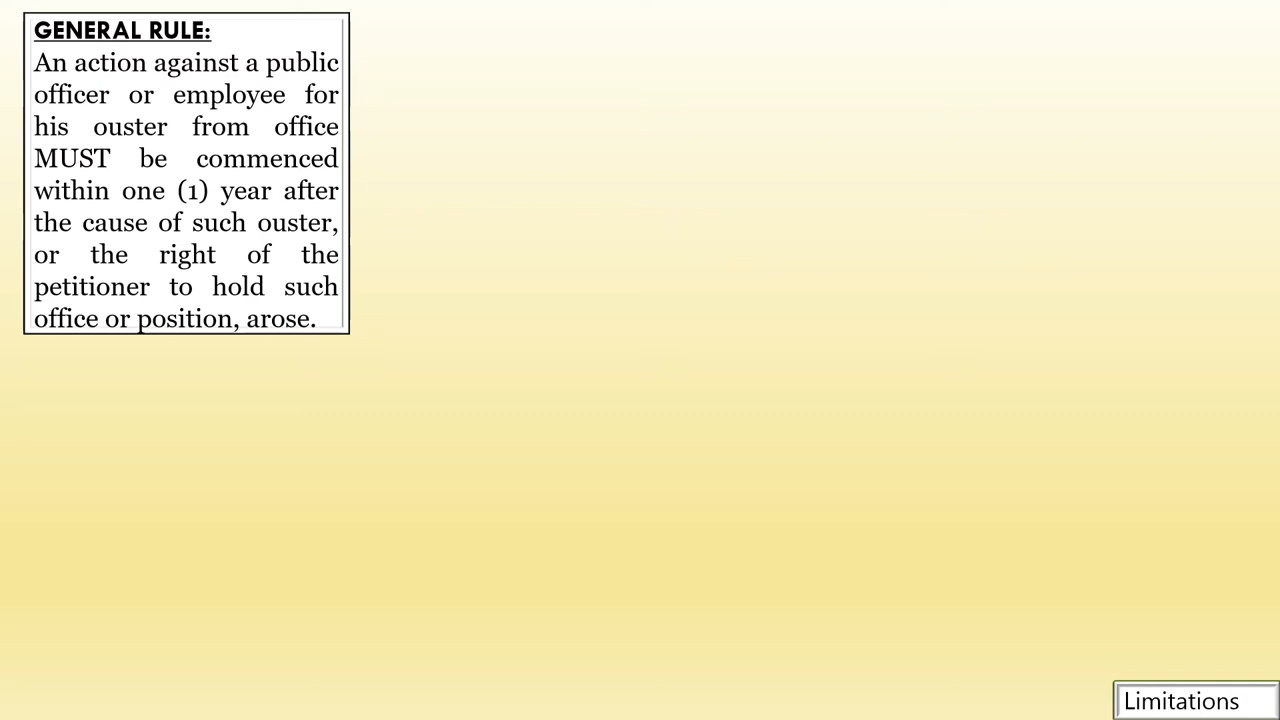 GENERAL RULE:
An action against a public
officer or employee for
his ouster from office
MUST be commenced
within one (1) year after
the cause of such ouster,
or the right of the
petitioner to hold such
office or position, arose.
Limitations